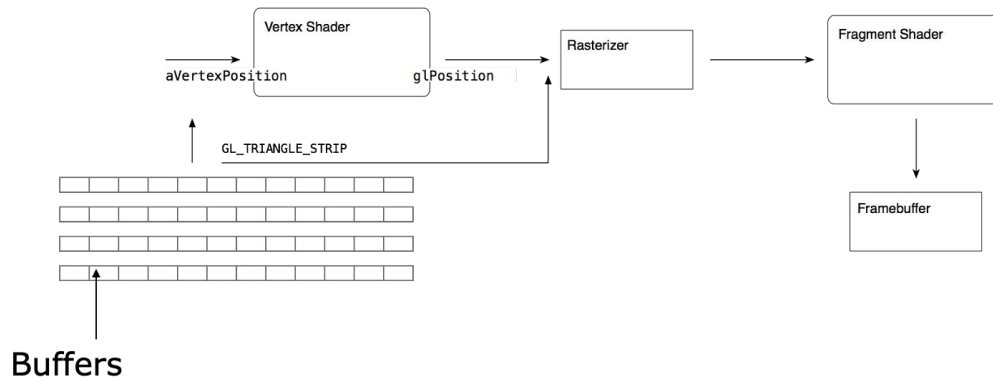 Vertex Shader
Rasterizer
Fragment Shader
aVertexPosition
glPosition
GL_TRIANGLE_STRIP
Framebuffer
Buffers